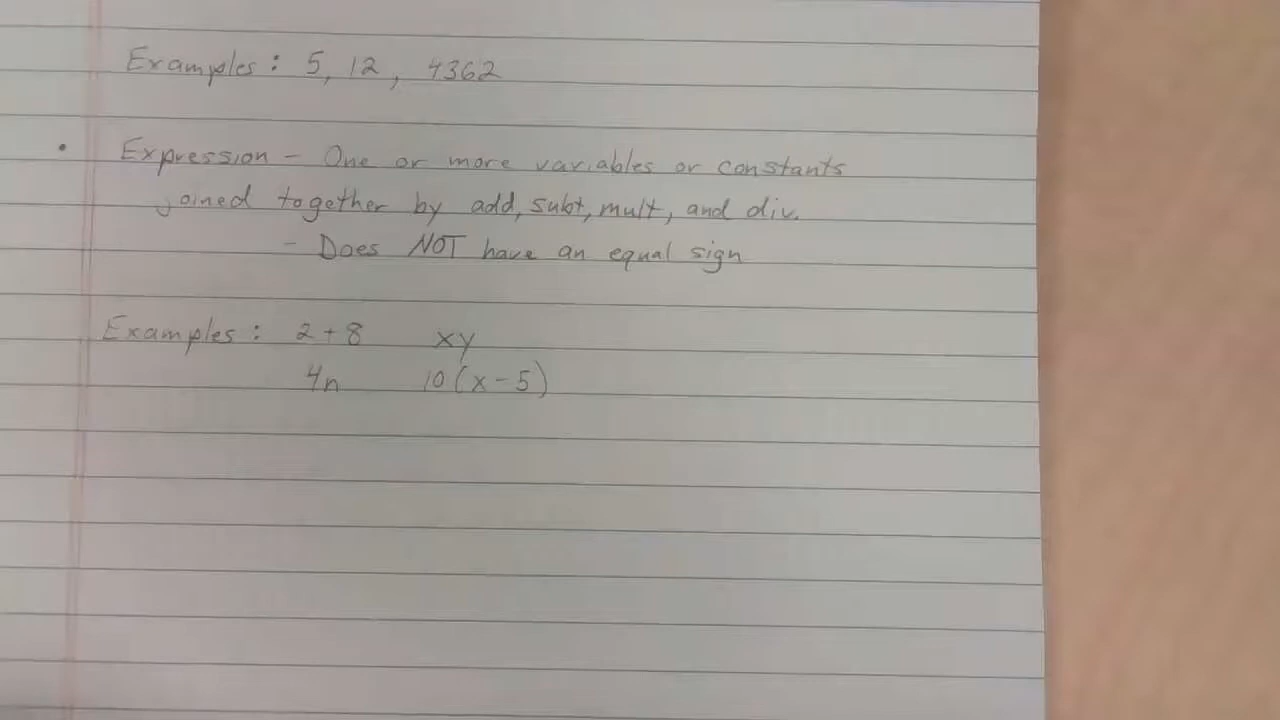 Examples: 5, 12, 4362
• Expression - One or more variables or constants
joined together by add, subt, mult, and div.
- Does NOT have an equal sign
Examples: 2+8 xy
4n 10(x-5)